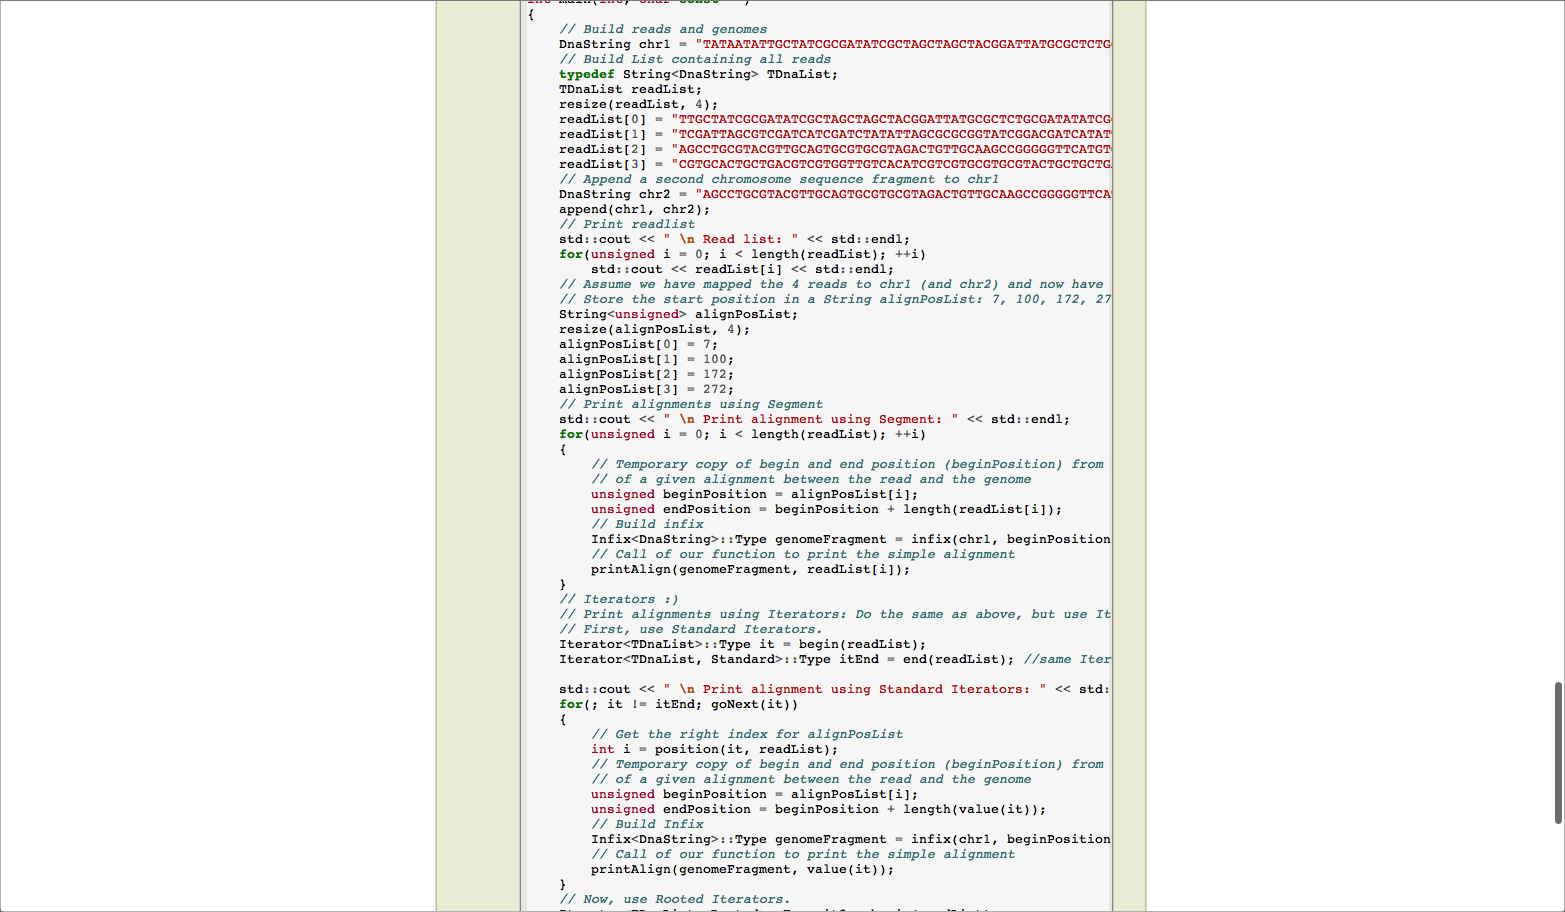 {
// Build reads and genomes
DnaString chr1 = "TATAATATTGCTATCGCGATATCGCTAGCTAGCTACGGATTATGCGCTCTG
// Build List containing all reads
typedef String<DnaString> TDnaList;
TDnaList readList;
resize(readList, 4);
readList[0] = "TTGCTATCGCGATATCGCTAGCTAGCTACGGATTATGCGCTCTGCGATATATCG
readList[1] = "TCGATTAGCGTCGATCATCGATCTATATTAGCGCGCGGTATCGGACGATCATAT
readList[2] = "AGCCTGCGTACGTTGCAGTGCGTGCGTAGACTGTTGCAAGCCGGGGGTTCATGT
readList[3] = "CGTGCACTGCTGACGTCGTGGTTGTCACATCGTCGTGCGTGCGTACTGCTGCTG
// Append a second chromosome sequence fragment to chr1
DnaString chr2 = "AGCCTGCGTACGTTGCAGTGCGTGCGTAGACTGTTGCAAGCCGGGGGTTCA
append(chr1, chr2);
// Print readlist
std::cout << " \n Read list: " << std::endl;
for(unsigned i = 0; i < length(readList); ++i)
std::cout << readList[i] << std::endl;
// Assume we have mapped the 4 reads to chr1 (and chr2) and now have
// Store the start position in a String alignPosList: 7, 100, 172, 27
String<unsigned> alignPosList;
resize(alignPosList, 4);
alignPosList[0] = 7;
alignPosList[1] = 100;
alignPosList[2] = 172;
alignPosList[3] = 272;
// Print alignments using Segment
std::cout << " \n Print alignment using Segment: " << std::endl;
for(unsigned i = 0; i < length(readList); ++i)
{
// Temporary copy of begin and end position (beginPosition) from
// of a given alignment between the read and the genome
unsigned beginPosition = alignPosList[i];
unsigned endPosition = beginPosition + length(readList[i]);
// Build infix
Infix<DnaString>::Type genomeFragment = infix(chr1, beginPosition
// Call of our function to print the simple alignment
printAlign(genomeFragment, readList[i]);
}
// Iterators :)
// Print alignments using Iterators: Do the same as above, but use It
// First, use Standard Iterators.
Iterator<TDnaList>::Type it = begin(readList);
Iterator<TDnaList, Standard>::Type itEnd = end(readList); //same Iter
std::cout << " \n Print alignment using Standard Iterators: " << std:
for(; it != itEnd; goNext(it))
{
// Get the right index for alignPosList
int i = position(it, readList);
// Temporary copy of begin and end position (beginPosition) from
// of a given alignment between the read and the genome
unsigned beginPosition = alignPosList[i];
unsigned endPosition = beginPosition + length(value(it));
// Build Infix
Infix<DnaString>::Type genomeFragment = infix(chr1, beginPosition
// Call of our function to print the simple alignment
printAlign(genomeFragment, value(it));
}
// Now, use Rooted Iterators.